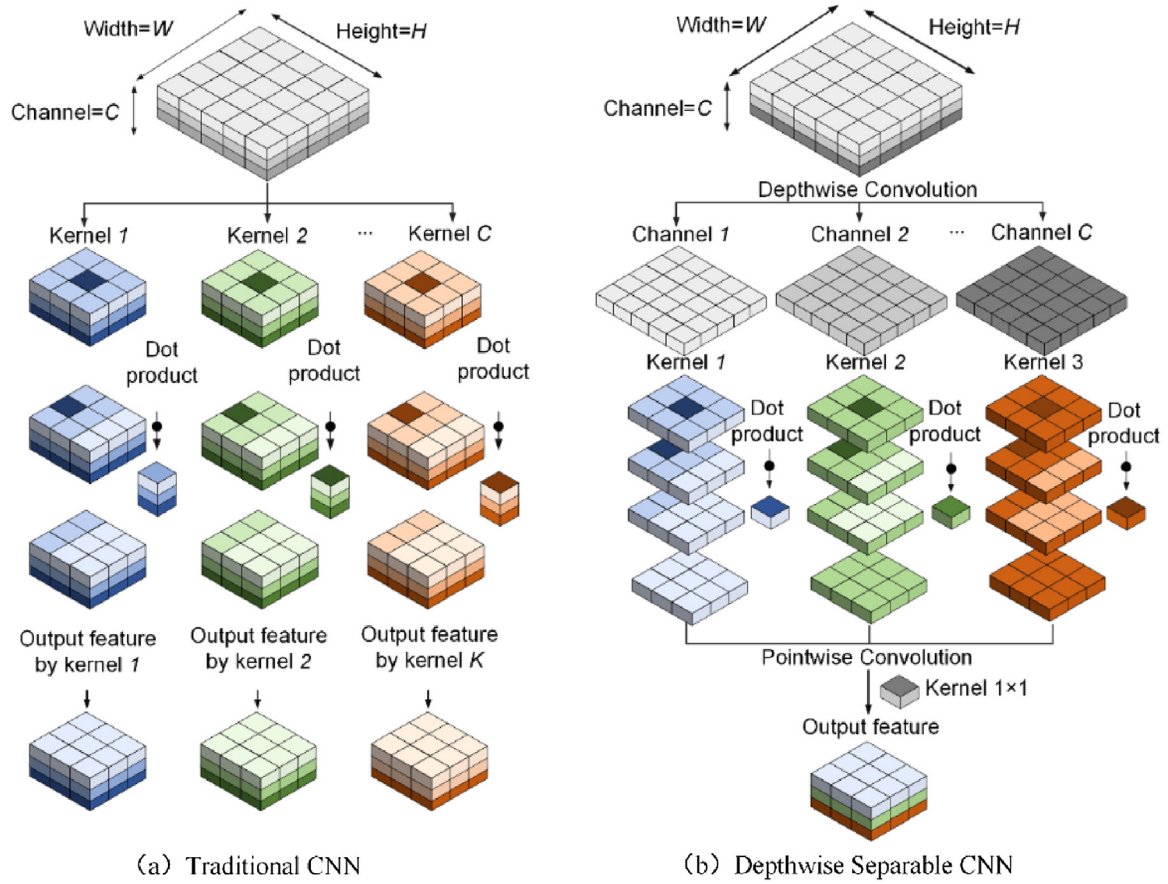 Width=W
Height=H
Channel=C
Kernel 1
Kernel 2
...
Kernel C
Dot
product
Dot
product
Dot
product
Output feature
by kernel 1
Output feature
by kernel 2
Output feature
by kernel K
(a) Traditional CNN
Width=W
Height=H
Channel=C
Depthwise Convolution
Channel 1
Channel 2
...
Channel C
Kernel 1
Kernel 2
Kernel 3
Dot
product
Dot
product
Dot
product
Pointwise Convolution
Kernel 1×1
Output feature
(b) Depthwise Separable CNN